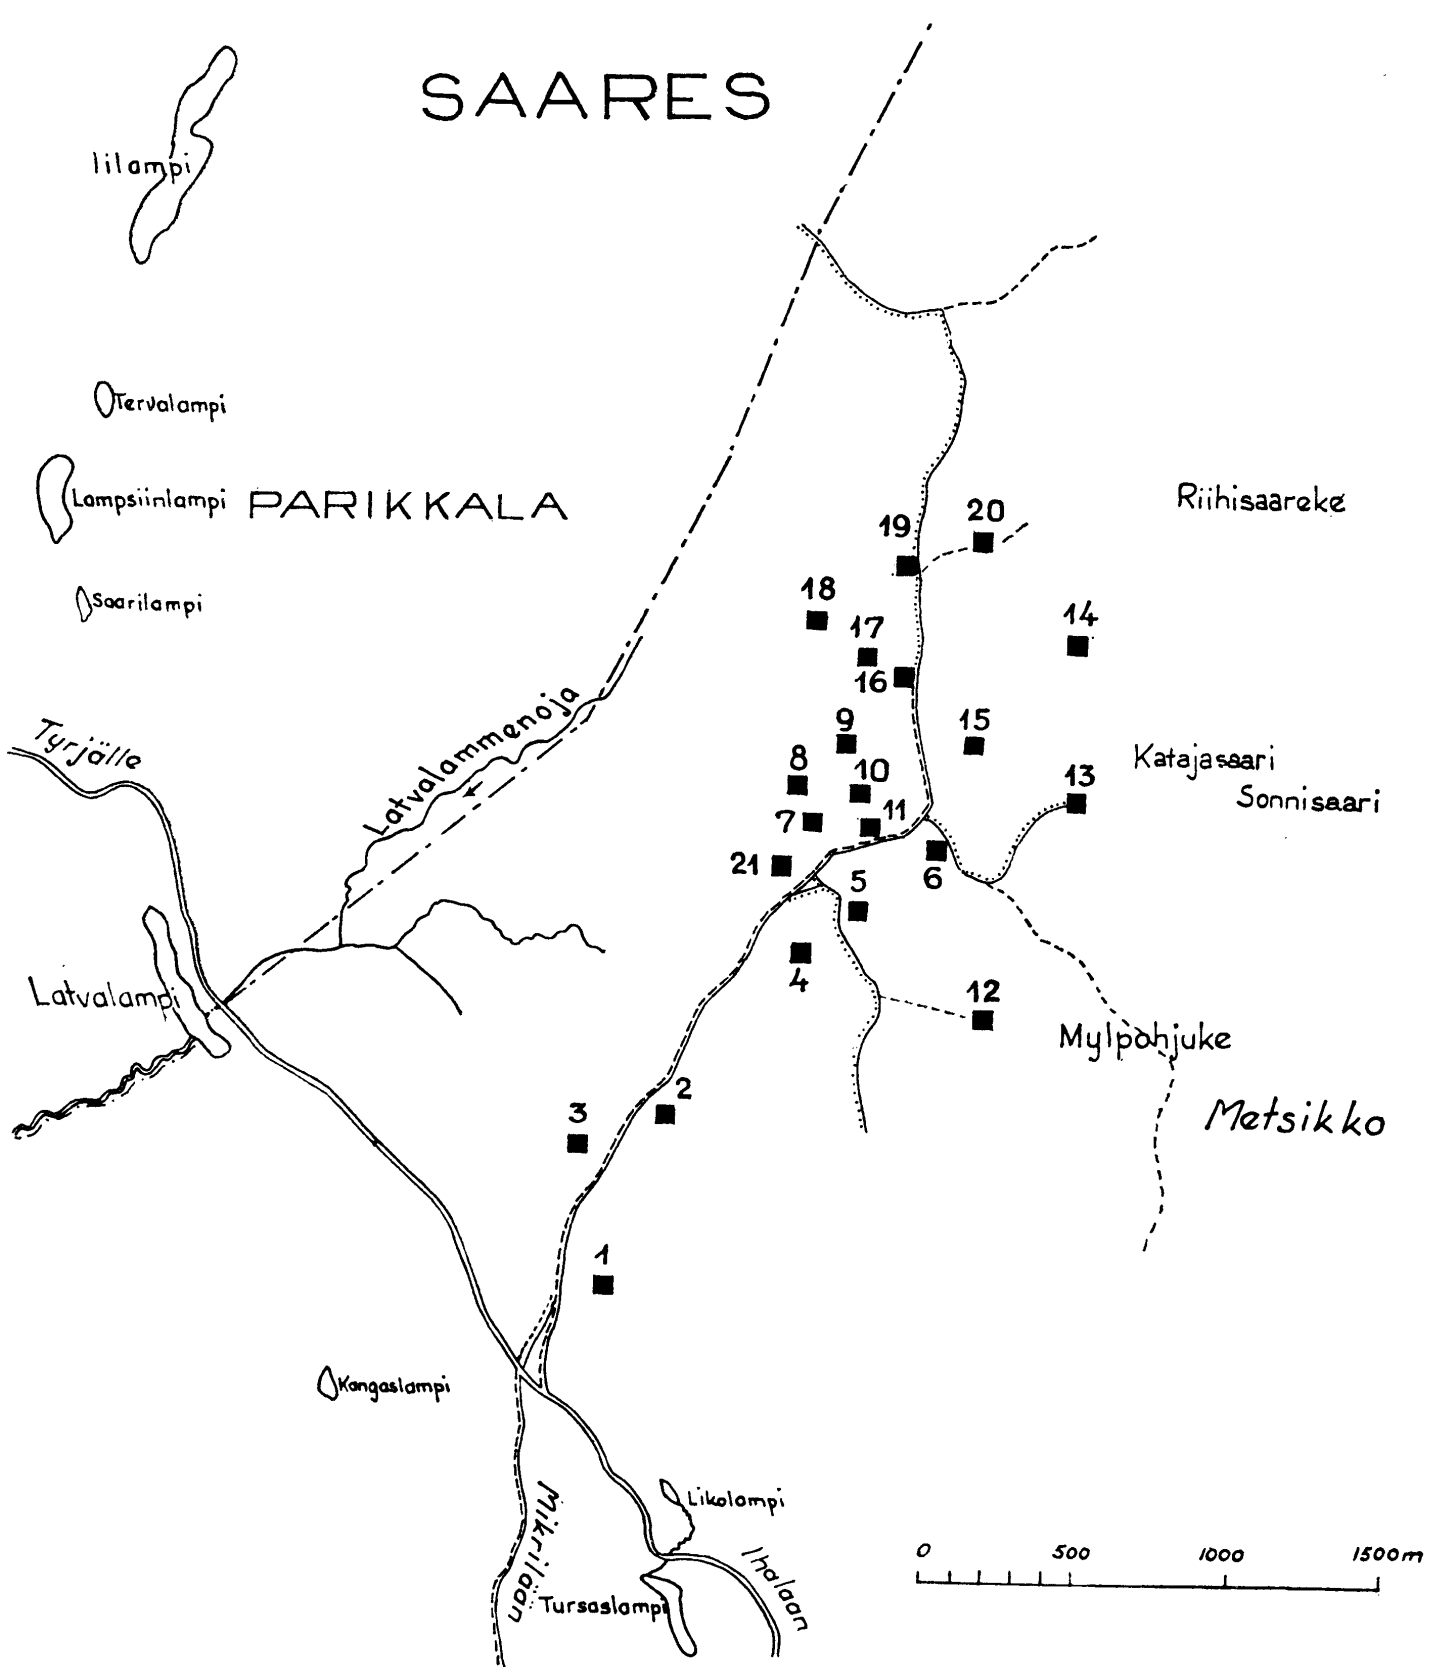 SAARES
Iilampi
Tervalampi
Lampsiinlampi
PARIKKALA
Saarilampi
Riihisaareke
20
19
18
14
17
16
Latvalammenoja
Tyrjälle
9
15
Katajasaari
8
10
13
Sonnisaari
7
11
21
5
6
4
Latvalampi
12
Mylpohjuke
Metsikko
3
2
1
Kangaslampi
Likolampi
Mikrilään
Ihalaan
Tursaslampi
0 500 1000 1500m